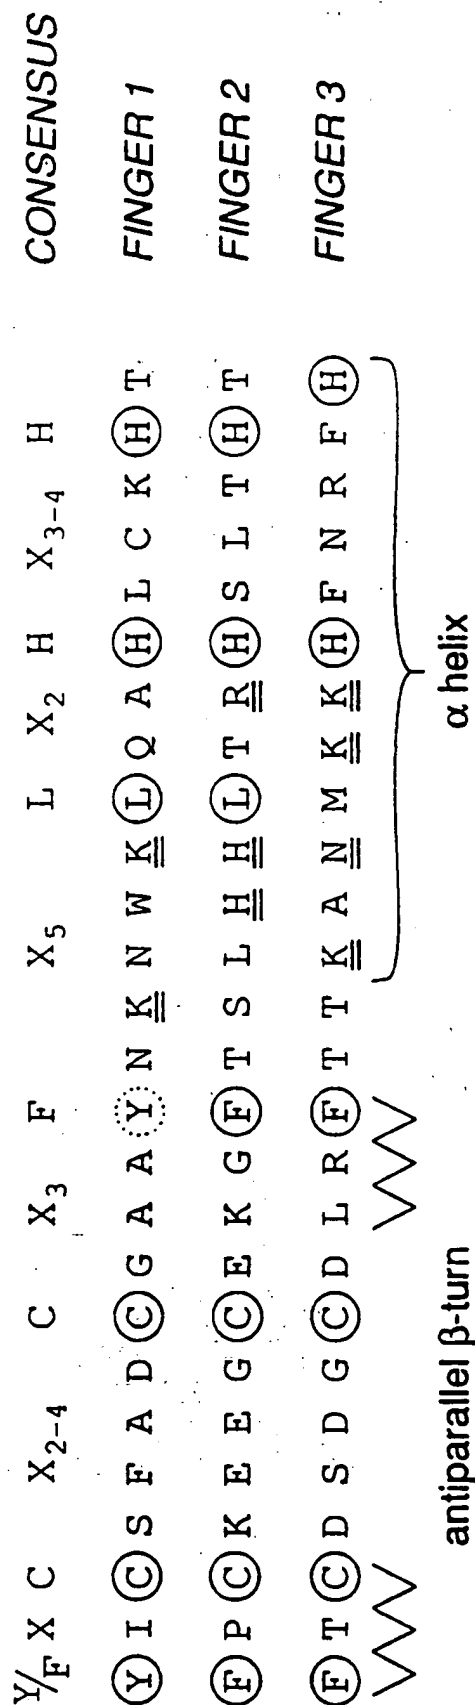 Y/F X C X₂₋₄ C X₃ F X₅ L X₂ H X₃₋₄ H CONSENSUS
Y I C S F A D C G A A Y N K N W K L Q A H L C K H T FINGER 1
F P C K E E G C E K G F T S L H H L T R H S L T H T FINGER 2
F T C D S D G C D L R F T T K A N M K K H F N R F H FINGER 3
antiparallel β-turn α helix